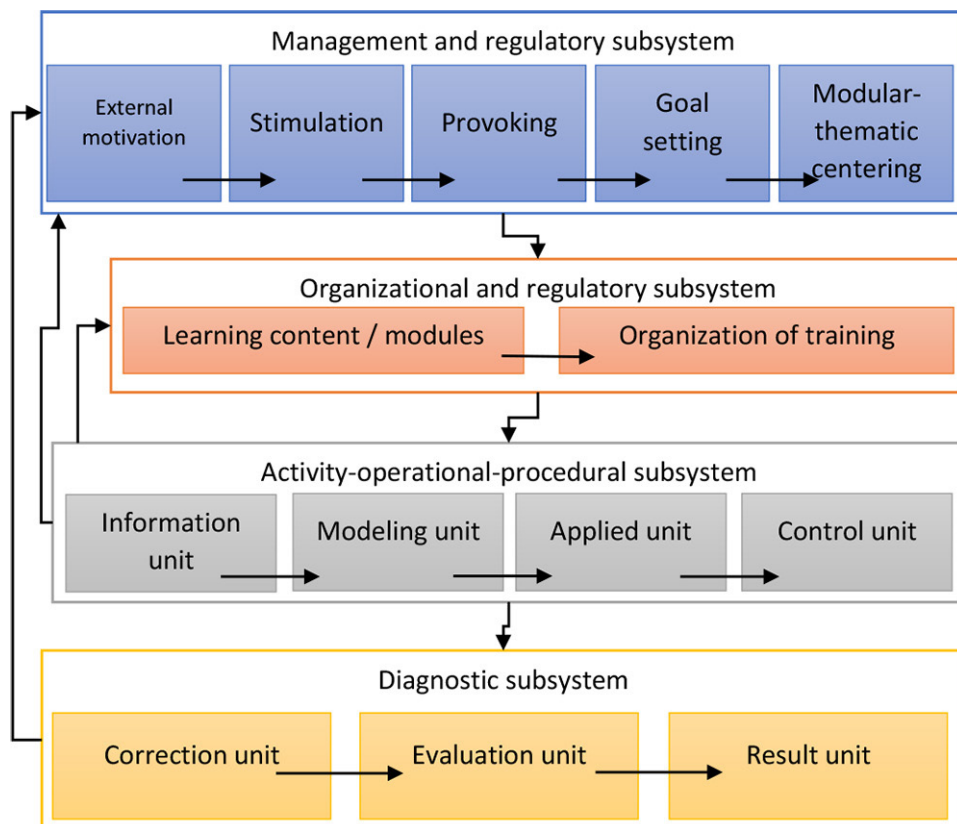 Management and regulatory subsystem
External
motivation
Stimulation
Provoking
Goal
setting
Modular-
thematic
centering
Organizational and regulatory subsystem
Learning content / modules
Organization of training
Activity-operational-procedural subsystem
Information
unit
Modeling unit
Applied unit
Control unit
Diagnostic subsystem
Correction unit
Evaluation unit
Result unit